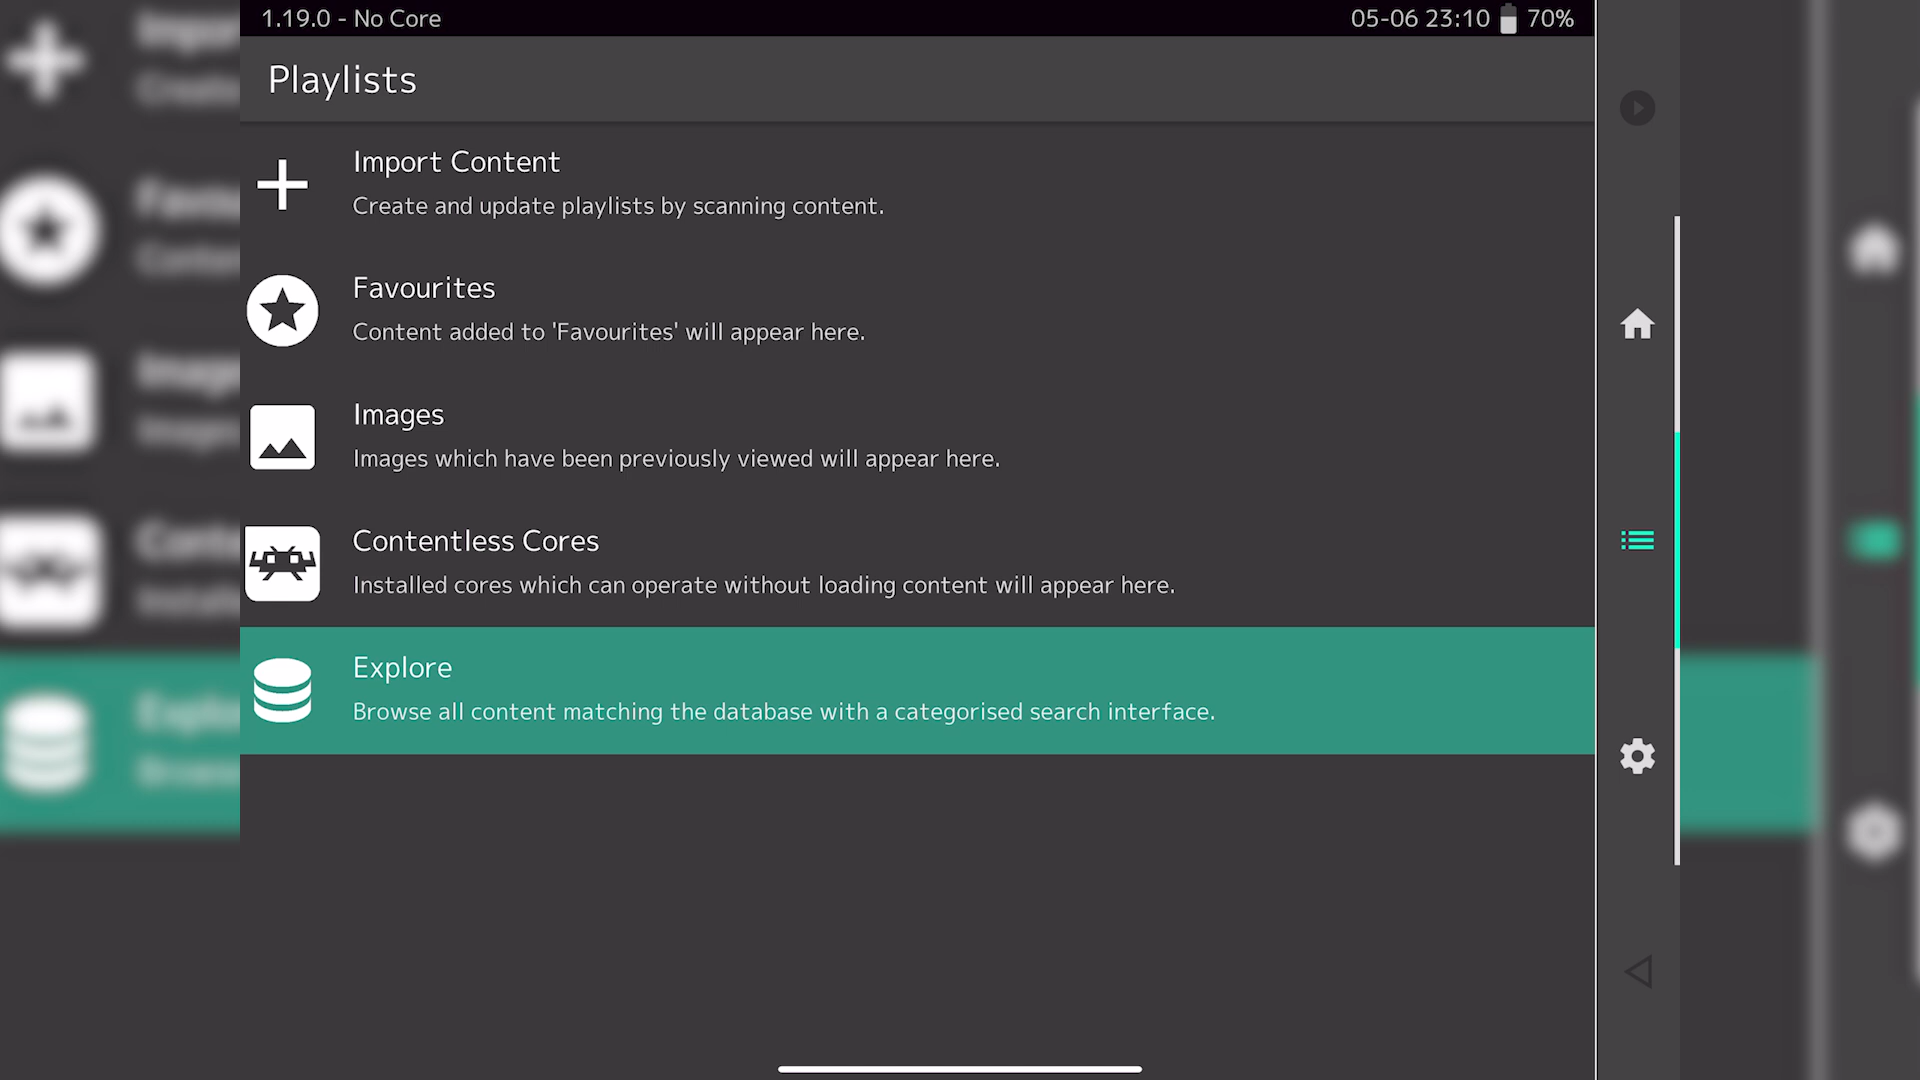 1.19.0 - No Core
05-06 23:10 70%
Playlists
Import Content
Create and update playlists by scanning content.
Favourites
Content added to 'Favourites' will appear here.
Images
Images which have been previously viewed will appear here.
Contentless Cores
Installed cores which can operate without loading content will appear here.
Explore
Browse all content matching the database with a categorised search interface.